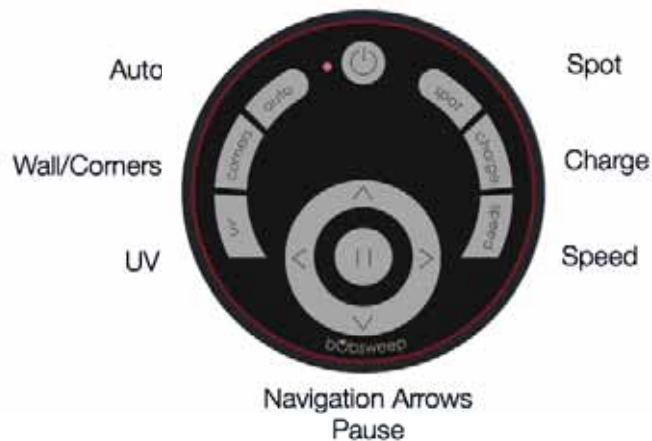 Auto
Spot
auto
spot
Wall/Corners
corners
charge
Charge
UV
uv
speed
Speed
bobsweep
Navigation Arrows
Pause